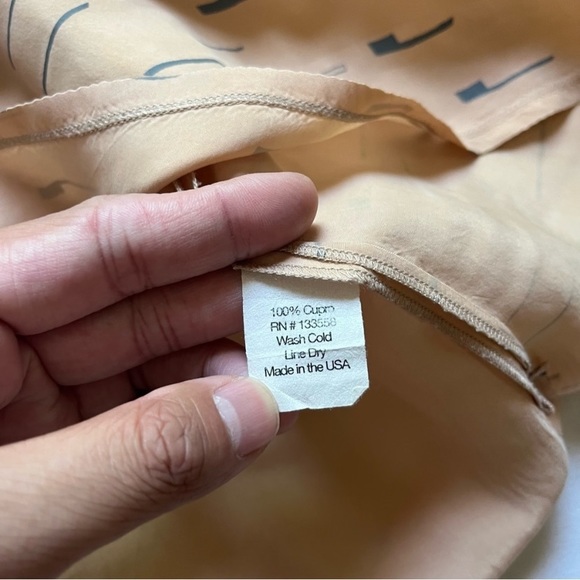 100% Cupro
RN # 133558
Wash Cold
Line Dry
Made in the USA